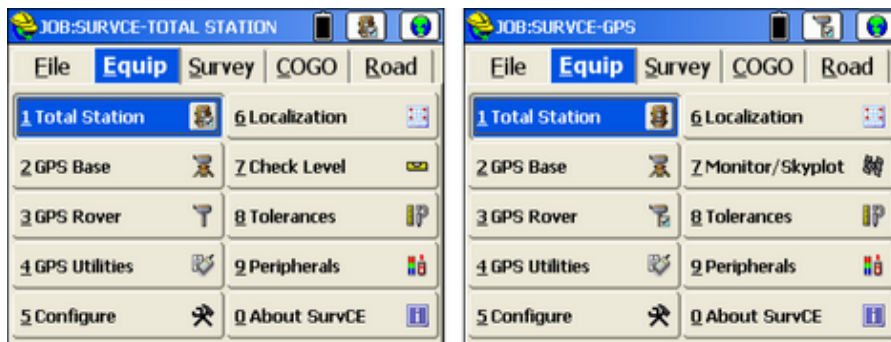 JOB:SURVCE-TOTAL STATION
File Equip Survey COGO Road
1 Total Station 6 Localization
2 GPS Base 7 Check Level
3 GPS Rover 8 Tolerances
4 GPS Utilities 9 Peripherals
5 Configure 0 About SurvCE
JOB:SURVCE-GPS
File Equip Survey COGO Road
1 Total Station 6 Localization
2 GPS Base 7 Monitor/Skyplot
3 GPS Rover 8 Tolerances
4 GPS Utilities 9 Peripherals
5 Configure 0 About SurvCE